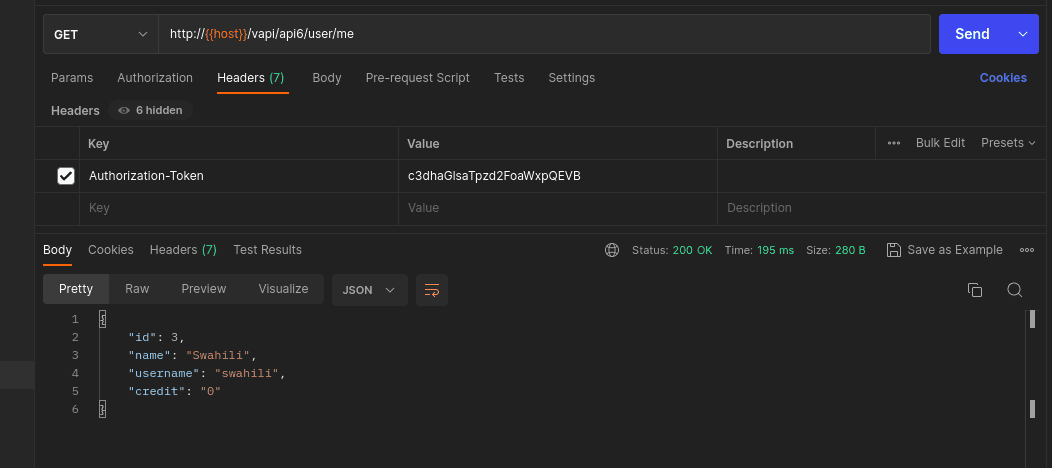 GET http://{{host}}/vapi/api6/user/me Send
Params Authorization Headers (7) Body Pre-request Script Tests Settings Cookies
Headers 6 hidden
Key Value Description Bulk Edit Presets
Authorization-Token c3dhaGlsaTpzd2FoaWxpQEVB
Key Value Description
Body Cookies Headers (7) Test Results Status: 200 OK Time: 195 ms Size: 280 B Save as Example
Pretty Raw Preview Visualize JSON
1 {
2 "id": 3,
3 "name": "Swahili",
4 "username": "swahili",
5 "credit": "0"
6 }